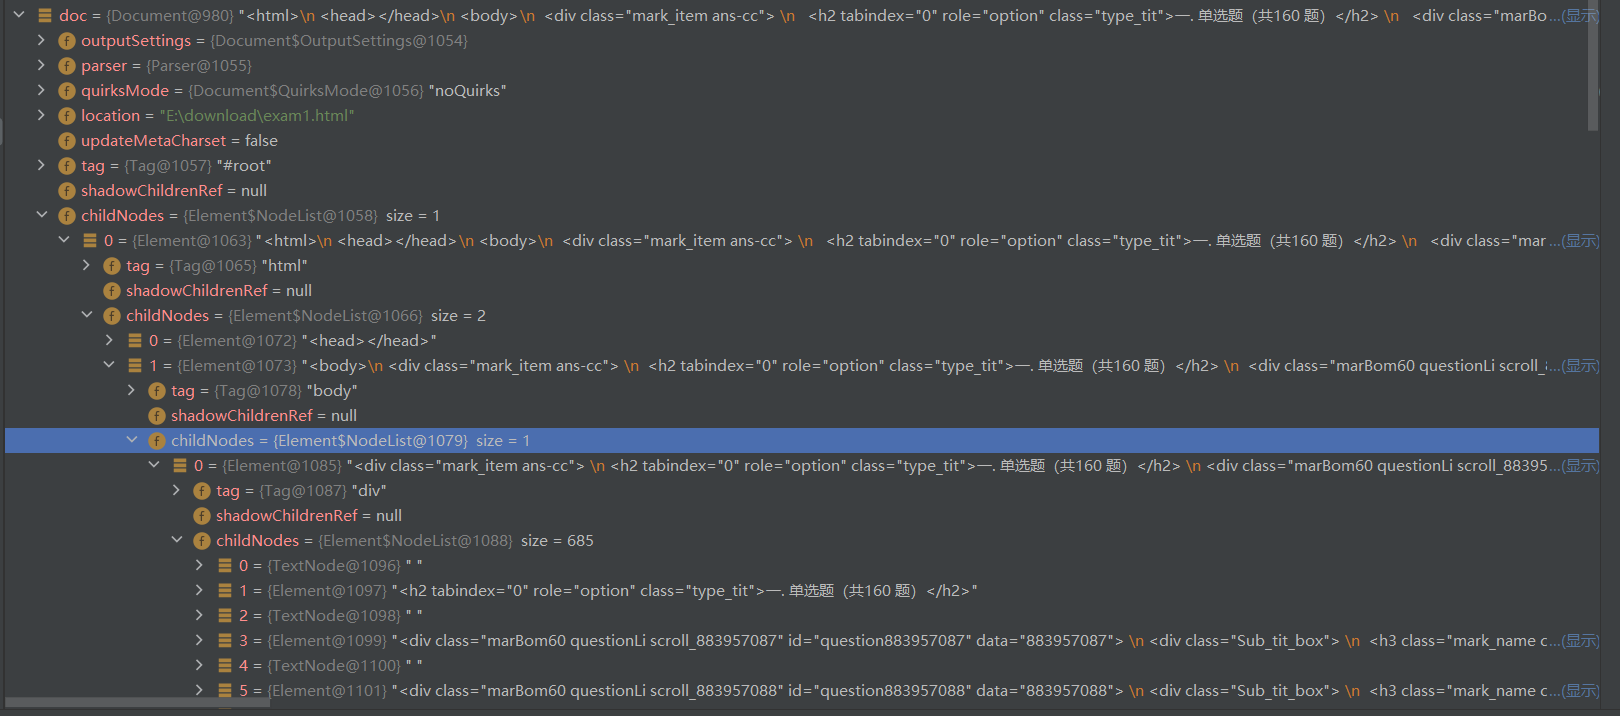 doc = {Document@980} "<html>\n <head></head>\n <body>\n  <div class="mark_item ans-cc"> \n   <h2 tabindex="0" role="option" class="type_tit">一. 单选题（共160 题）</h2> \n   <div class="marBo ...(显示)
outputSettings = {Document$OutputSettings@1054}
parser = {Parser@1055}
quirksMode = {Document$QuirksMode@1056} "noQuirks"
location = "E:\download\exam1.html"
updateMetaCharset = false
tag = {Tag@1057} "#root"
shadowChildrenRef = null
childNodes = {Element$NodeList@1058}  size = 1
0 = {Element@1063} "<html>\n <head></head>\n <body>\n  <div class="mark_item ans-cc"> \n   <h2 tabindex="0" role="option" class="type_tit">一. 单选题（共160 题）</h2> \n   <div class="mar ...(显示)
tag = {Tag@1065} "html"
shadowChildrenRef = null
childNodes = {Element$NodeList@1066}  size = 2
0 = {Element@1072} "<head></head>"
1 = {Element@1073} "<body>\n <div class="mark_item ans-cc"> \n  <h2 tabindex="0" role="option" class="type_tit">一. 单选题（共160 题）</h2> \n  <div class="marBom60 questionLi scroll_8...(显示)
tag = {Tag@1078} "body"
shadowChildrenRef = null
childNodes = {Element$NodeList@1079}  size = 1
0 = {Element@1085} "<div class="mark_item ans-cc"> \n <h2 tabindex="0" role="option" class="type_tit">一. 单选题（共160 题）</h2> \n <div class="marBom60 questionLi scroll_88395...(显示)
tag = {Tag@1087} "div"
shadowChildrenRef = null
childNodes = {Element$NodeList@1088}  size = 685
0 = {TextNode@1096} " "
1 = {Element@1097} "<h2 tabindex="0" role="option" class="type_tit">一. 单选题（共160 题）</h2>"
2 = {TextNode@1098} " "
3 = {Element@1099} "<div class="marBom60 questionLi scroll_883957087" id="question883957087" data="883957087"> \n <div class="Sub_tit_box"> \n  <h3 class="mark_name c...(显示)
4 = {TextNode@1100} " "
5 = {Element@1101} "<div class="marBom60 questionLi scroll_883957088" id="question883957088" data="883957088"> \n <div class="Sub_tit_box"> \n  <h3 class="mark_name c...(显示)